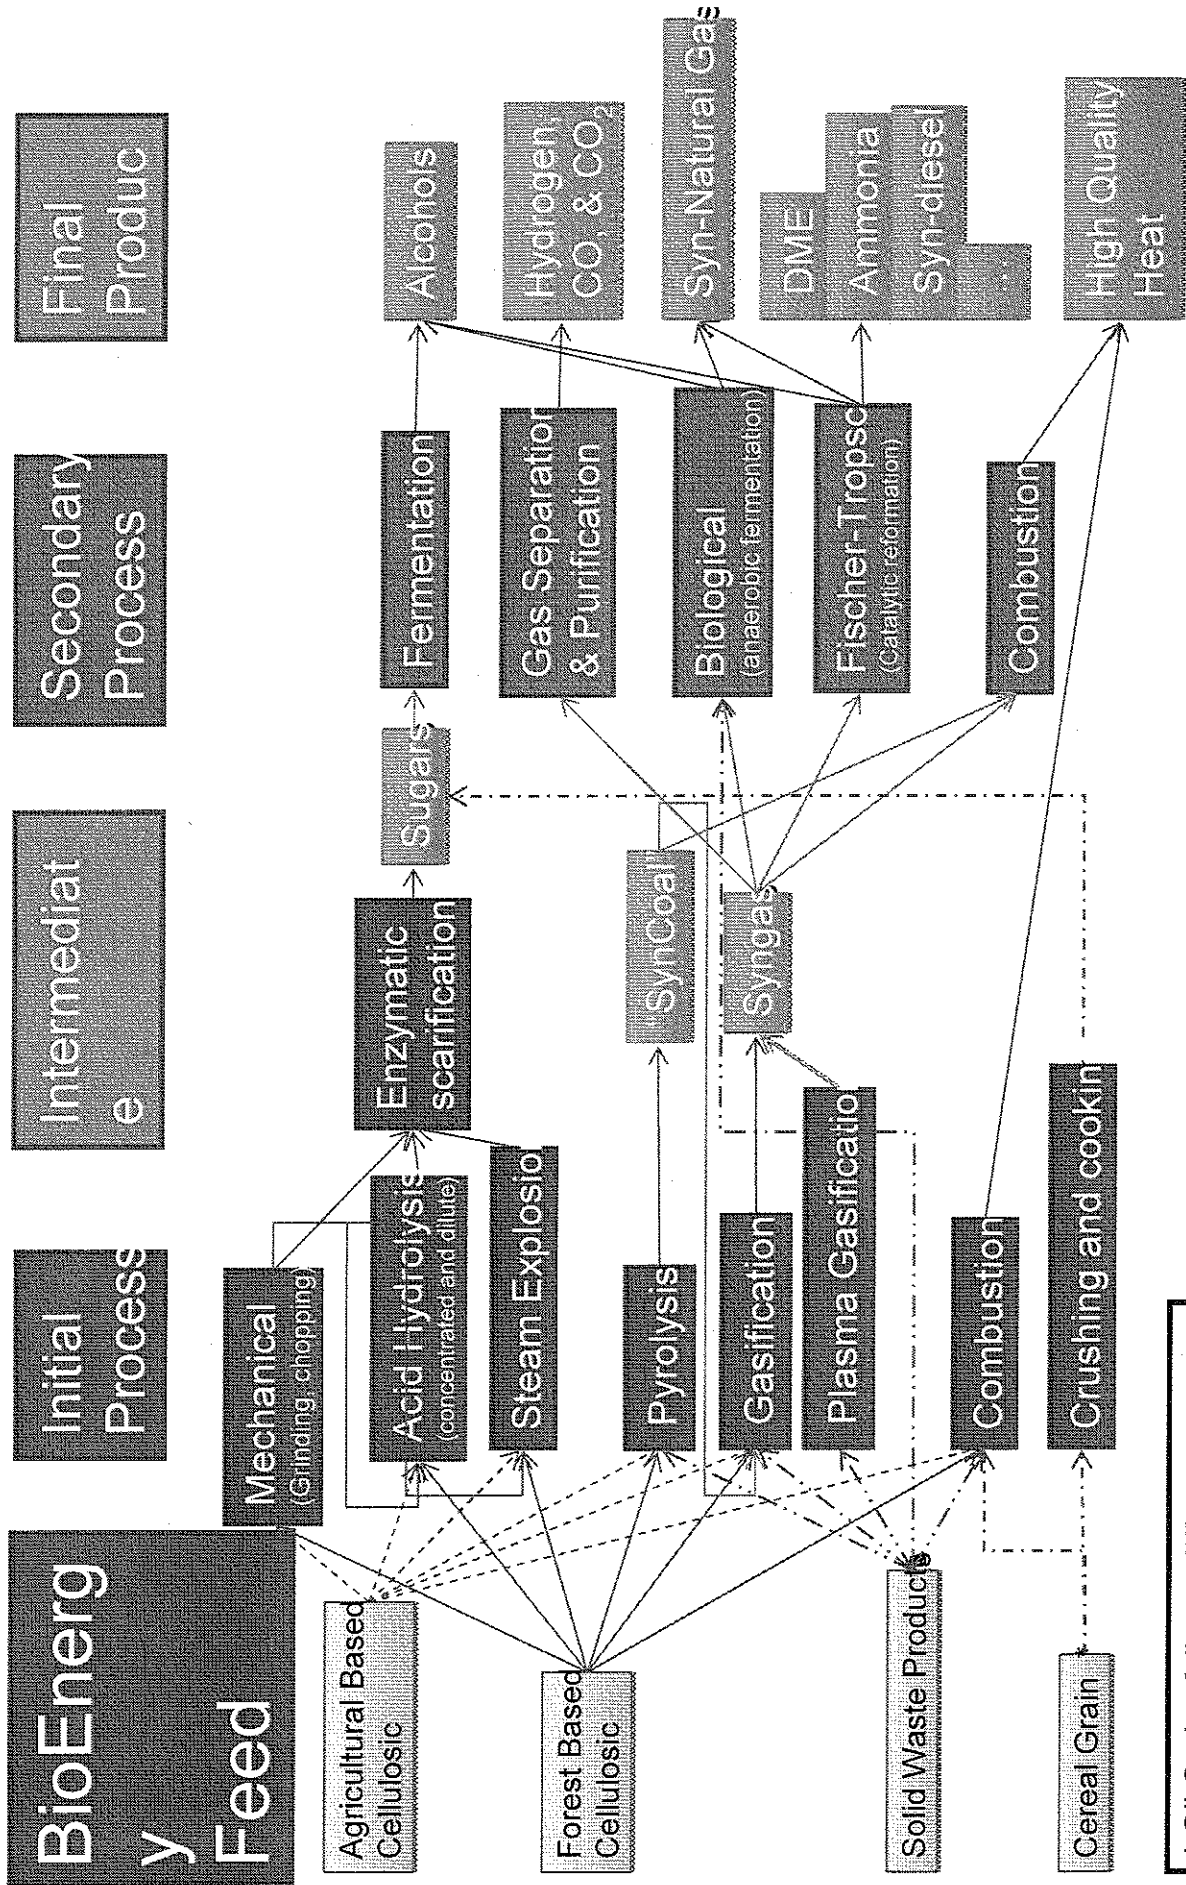 BioEnerg
y
Feed
Initial
Process
Intermediat
e
Secondary
Process
Final
Produc
Mechanical
(Grinding, chopping)
Agricultural Based
Cellulosic
Acid Hydrolysis
(concentrated and dilute)
Enzymatic
scarification
Sugars
Fermentation
Alcohols
Steam Explosio
Forest Based
Cellulosic
Pyrolysis
"SynCoal"
Gas Separation
& Purification
Hydrogen,
CO, & CO2
Gasification
Syngas
Biological
(anaerobic fermentation)
Syn-Natural Gas
Plasma Gasificatio
Fischer-Tropsc
(Catalytic reformation)
DME
Ammonia
Syn-diesel
...
Solid Waste Products
Combustion
Combustion
High Quality
Heat
Cereal Grain
Crushing and cookin